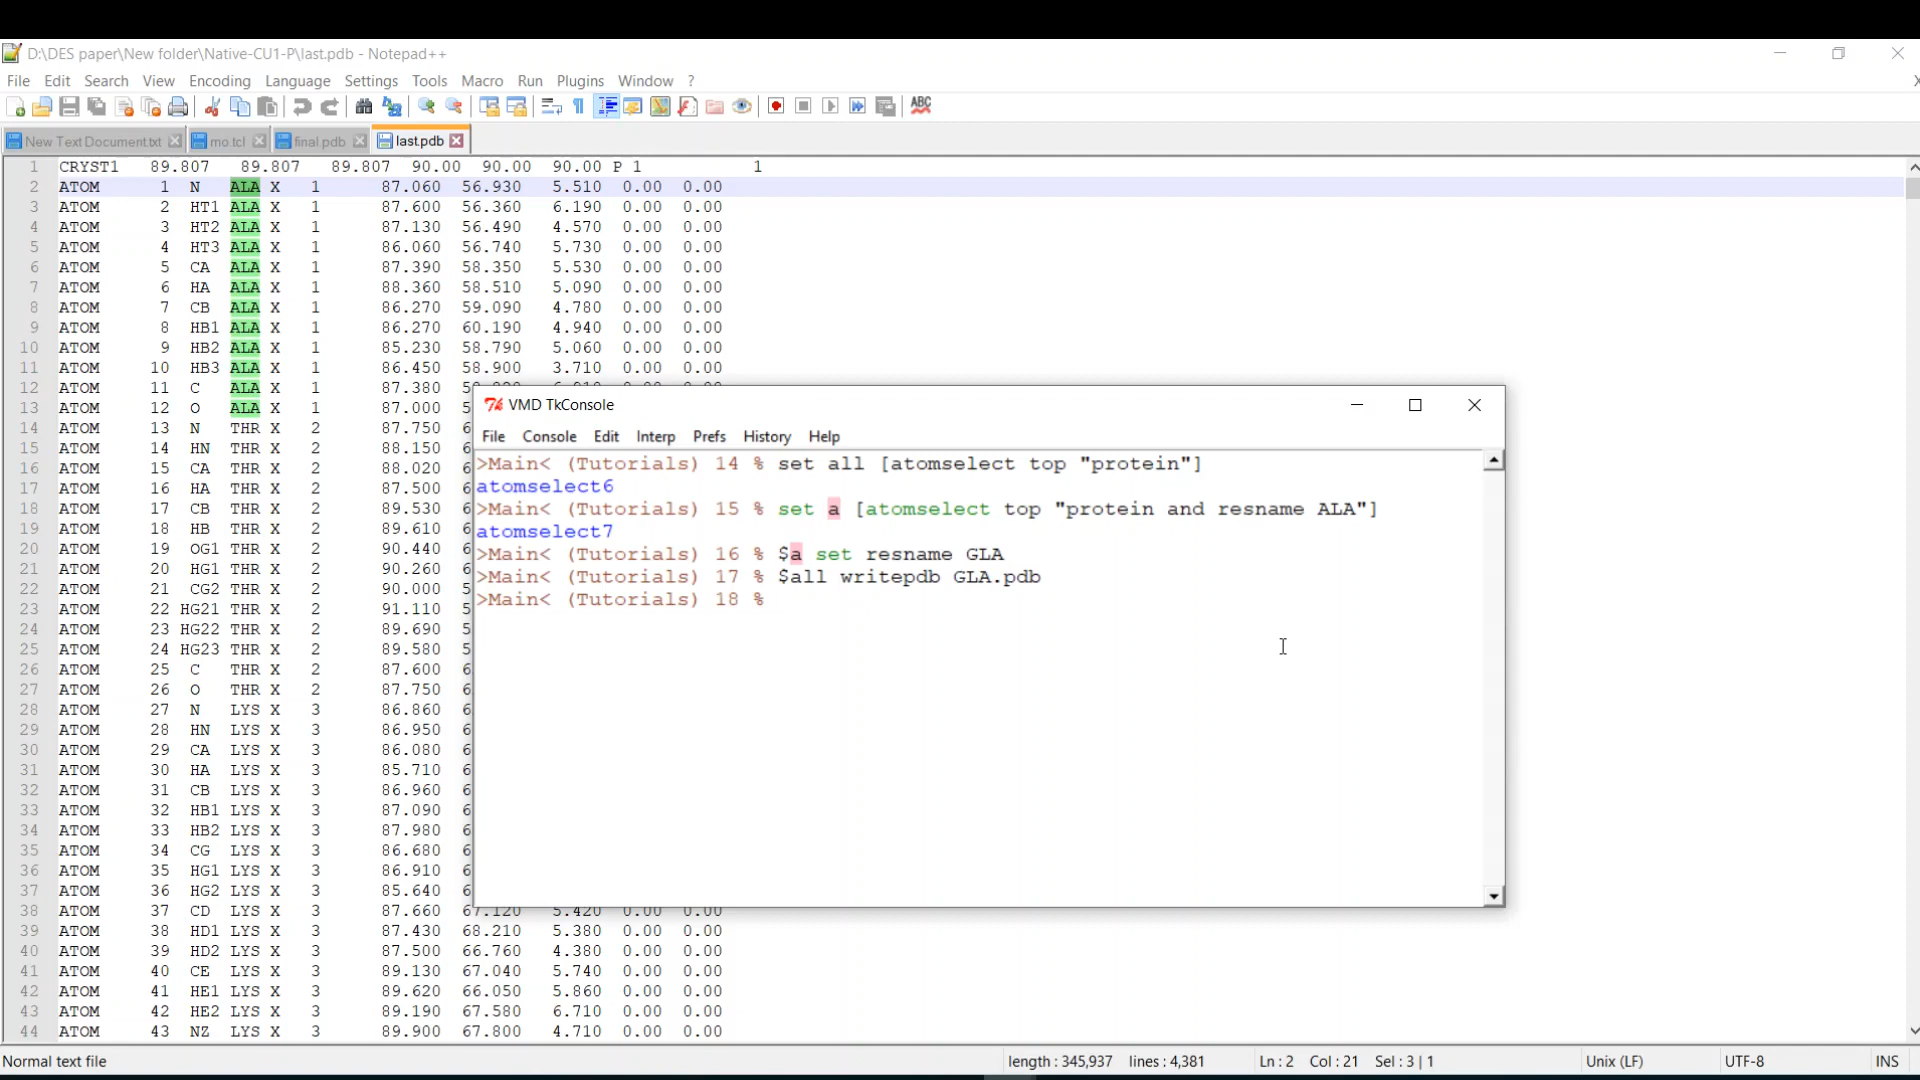 D:\DES paper\New folder\Native-CU1-P\last.pdb - Notepad++
File Edit Search View Encoding Language Settings Tools Macro Run Plugins Window ?
New Text Document.txt mo.tcl final.pdb last.pdb
1 CRYST1 89.807 89.807 89.807 90.00 90.00 90.00 P 1 1
2 ATOM 1 N ALA X 1 87.060 56.930 5.510 0.00 0.00
3 ATOM 2 HT1 ALA X 1 87.600 56.360 6.190 0.00 0.00
4 ATOM 3 HT2 ALA X 1 87.130 56.490 4.570 0.00 0.00
5 ATOM 4 HT3 ALA X 1 86.060 56.740 5.730 0.00 0.00
6 ATOM 5 CA ALA X 1 87.390 58.350 5.530 0.00 0.00
7 ATOM 6 HA ALA X 1 88.360 58.510 5.090 0.00 0.00
8 ATOM 7 CB ALA X 1 86.270 59.090 4.780 0.00 0.00
9 ATOM 8 HB1 ALA X 1 86.270 60.190 4.940 0.00 0.00
10 ATOM 9 HB2 ALA X 1 85.230 58.790 5.060 0.00 0.00
11 ATOM 10 HB3 ALA X 1 86.450 58.900 3.710 0.00 0.00
12 ATOM 11 C ALA X 1 87.380
13 ATOM 12 O ALA X 1 87.000
14 ATOM 13 N THR X 2 87.750
15 ATOM 14 HN THR X 2 88.150
16 ATOM 15 CA THR X 2 88.020
17 ATOM 16 HA THR X 2 87.500
18 ATOM 17 CB THR X 2 89.530
19 ATOM 18 HB THR X 2 89.610
20 ATOM 19 OG1 THR X 2 90.440
21 ATOM 20 HG1 THR X 2 90.260
22 ATOM 21 CG2 THR X 2 90.000
23 ATOM 22 HG21 THR X 2 91.110
24 ATOM 23 HG22 THR X 2 89.690
25 ATOM 24 HG23 THR X 2 89.580
26 ATOM 25 C THR X 2 87.600
27 ATOM 26 O THR X 2 87.750
28 ATOM 27 N LYS X 3 86.860
29 ATOM 28 HN LYS X 3 86.950
30 ATOM 29 CA LYS X 3 86.080
31 ATOM 30 HA LYS X 3 85.710
32 ATOM 31 CB LYS X 3 86.960
33 ATOM 32 HB1 LYS X 3 87.090
34 ATOM 33 HB2 LYS X 3 87.980
35 ATOM 34 CG LYS X 3 86.680
36 ATOM 35 HG1 LYS X 3 86.910
37 ATOM 36 HG2 LYS X 3 85.640
38 ATOM 37 CD LYS X 3 87.660 67.120 5.420 0.00 0.00
39 ATOM 38 HD1 LYS X 3 87.430 68.210 5.380 0.00 0.00
40 ATOM 39 HD2 LYS X 3 87.500 66.760 4.380 0.00 0.00
41 ATOM 40 CE LYS X 3 89.130 67.040 5.740 0.00 0.00
42 ATOM 41 HE1 LYS X 3 89.620 66.050 5.860 0.00 0.00
43 ATOM 42 HE2 LYS X 3 89.190 67.580 6.710 0.00 0.00
44 ATOM 43 NZ LYS X 3 89.900 67.800 4.710 0.00 0.00
VMD TkConsole
File Console Edit Interp Prefs History Help
>Main< (Tutorials) 14 % set all [atomselect top "protein"]
atomselect6
>Main< (Tutorials) 15 % set a [atomselect top "protein and resname ALA"]
atomselect7
>Main< (Tutorials) 16 % $a set resname GLA
>Main< (Tutorials) 17 % $all writepdb GLA.pdb
>Main< (Tutorials) 18 %
Normal text file length : 345,937 lines : 4,381 Ln : 2 Col : 21 Sel : 3 | 1 Unix (LF) UTF-8 INS